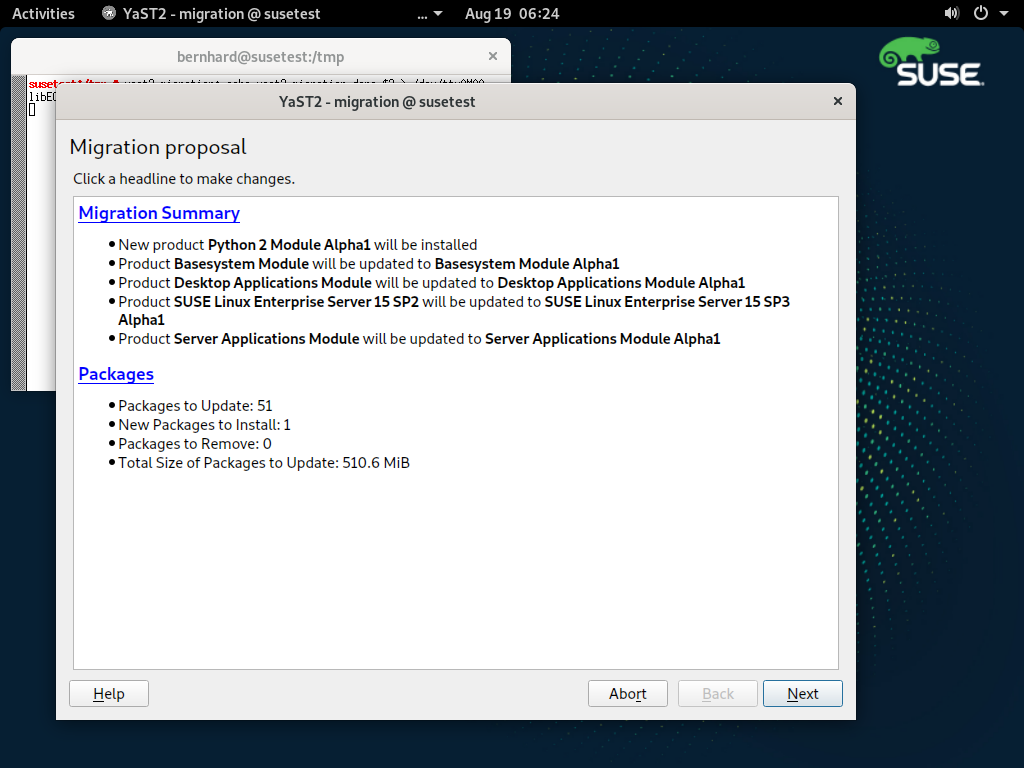 Activities YaST2 - migration @ susetest ... Aug 19 06:24
bernhard@susetest:/tmp
SUSE
YaST2 - migration @ susetest
Migration proposal
Click a headline to make changes.
Migration Summary
• New product Python 2 Module Alpha1 will be installed
• Product Basesystem Module will be updated to Basesystem Module Alpha1
• Product Desktop Applications Module will be updated to Desktop Applications Module Alpha1
• Product SUSE Linux Enterprise Server 15 SP2 will be updated to SUSE Linux Enterprise Server 15 SP3
Alpha1
• Product Server Applications Module will be updated to Server Applications Module Alpha1
Packages
• Packages to Update: 51
• New Packages to Install: 1
• Packages to Remove: 0
• Total Size of Packages to Update: 510.6 MiB
Help Abort Back Next